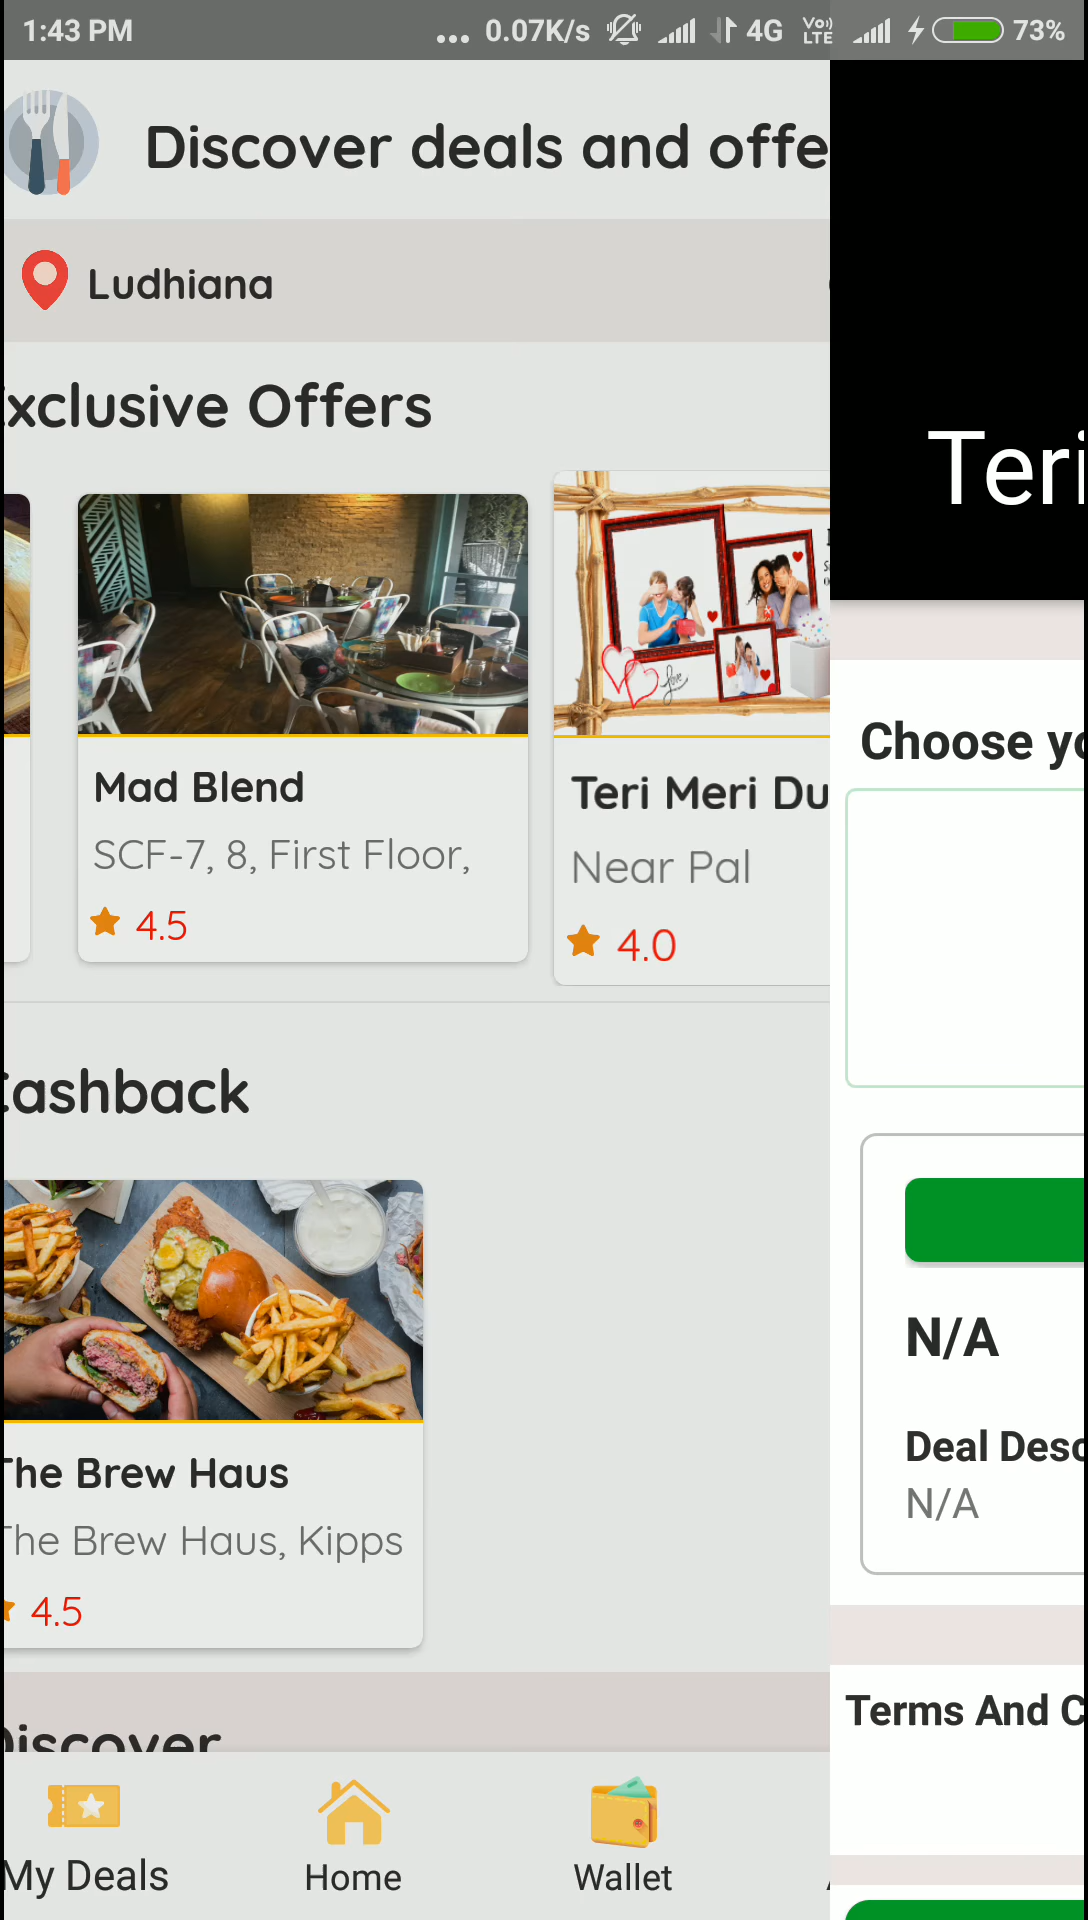 1:43 PM ... 0.07K/s 4G VoLTE 73%
Discover deals and offe
Ludhiana
xclusive Offers
Mad Blend
SCF-7, 8, First Floor,
4.5
Teri Meri Du
Near Pal
4.0
Cashback
The Brew Haus
The Brew Haus, Kipps
4.5
Discover
My Deals
Home
Wallet
Teri
Choose yo
N/A
Deal Desc
N/A
Terms And C